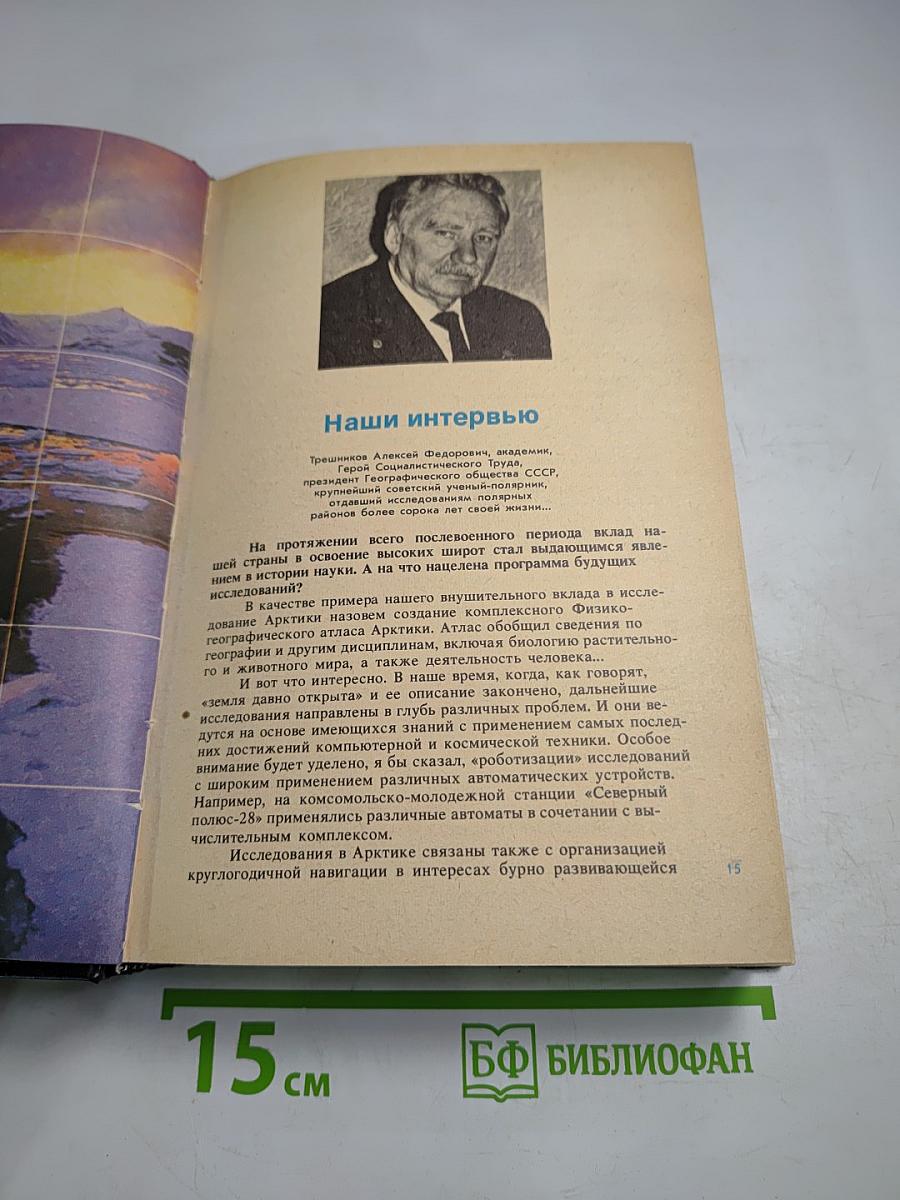 Наши интервью
Трешников Алексей Федорович, академик,
Герой Социалистического Труда,
президент Географического общества СССР,
крупнейший советский ученый-полярник,
отдавший исследованиям полярных
районов более сорока лет своей жизни...
На протяжении всего послевоенного периода вклад на-
шей страны в освоение высоких широт стал выдающимся явле-
нием в истории науки. А на что нацелена программа будущих
исследований?
В качестве примера нашего внушительного вклада в иссле-
дование Арктики назовем создание комплексного Физико-
географического атласа Арктики. Атлас обобщил сведения по
географии и другим дисциплинам, включая биологию растительно-
го и животного мира, а также деятельность человека...
И вот что интересно. В наше время, когда, как говорят,
«земля давно открыта» и ее описание закончено, дальнейшие
исследования направлены в глубь различных проблем. И они ве-
дутся на основе имеющихся знаний с применением самых послед-
них достижений компьютерной и космической техники. Особое
внимание будет уделено, я бы сказал, «роботизации» исследований
с широким применением различных автоматических устройств.
Например, на комсомольско-молодежной станции «Северный
полюс-28» применялись различные автоматы в сочетании с вы-
числительным комплексом.
Исследования в Арктике связаны также с организацией
круглогодичной навигации в интересах бурно развивающейся
15
15 см
БФ БИБЛИОФАН